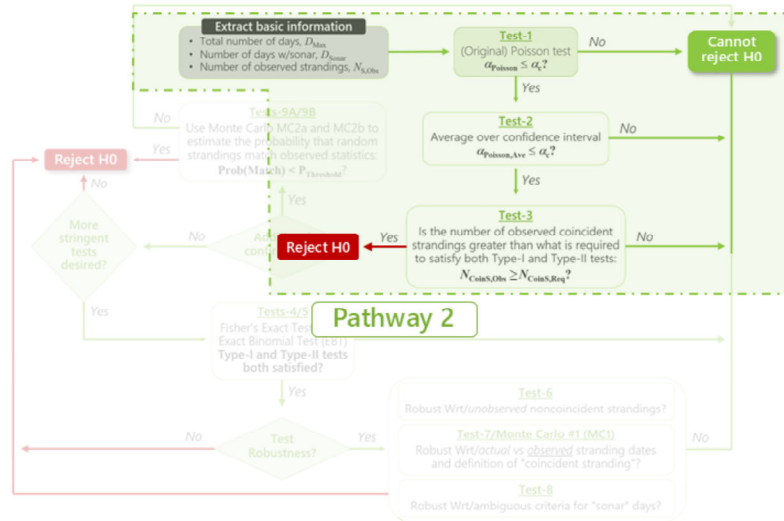 Extract basic information
• Total number of days, D_Max
• Number of days w/sonar, D_Sonar
• Number of observed strandings, N_S,Obs
Test-1
(Original) Poisson test
α_Poisson ≤ α_c?
No
Cannot
reject H0
Yes
Test-2
Average over confidence interval
α_Poisson,Ave ≤ α_c?
No
Yes
Test-3
Is the number of observed coincident
strandings greater than what is required
to satisfy both Type-I and Type-II tests:
N_CoinS,Obs ≥ N_CoinS,Req?
No
Yes
Reject H0
Tests-9A/9B
Use Monte Carlo MC2a and MC2b to
estimate the probability that random
strandings match observed statistics:
Prob(Match) < P_Threshold?
No
Yes
Reject H0
Yes
No
No
More
stringent
tests
desired?
Yes
Pathway 2
Tests-4/5
Fisher's Exact Test
Exact Binomial Test (EBT)
Type-I and Type-II tests
both satisfied?
Yes
Test
Robustness?
No
Yes
Test-6
Robust Wrt/unobserved noncoincident strandings?
Test-7/Monte Carlo #1 (MC1)
Robust Wrt/actual vs observed stranding dates
and definition of "coincident stranding"?
Test-8
Robust Wrt/ambiguous criteria for "sonar" days?
No